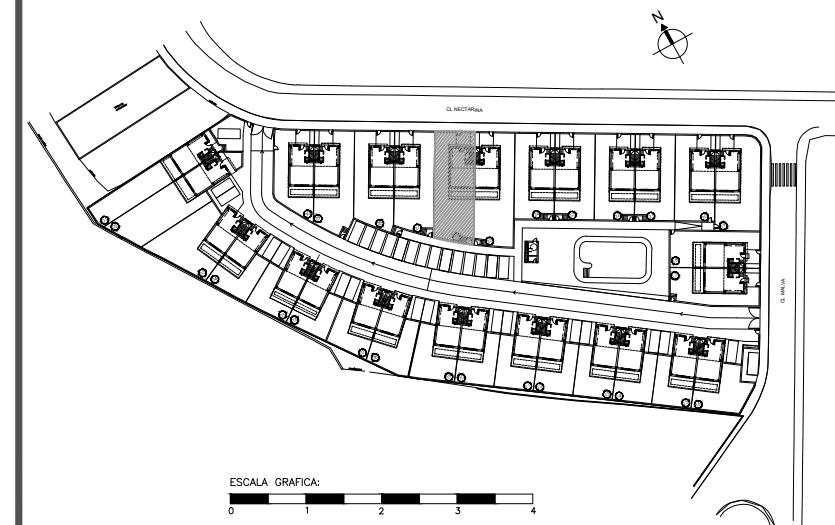 N
CL NECTARINA
CL MALVA
ESCALA GRAFICA:
0 1 2 3 4